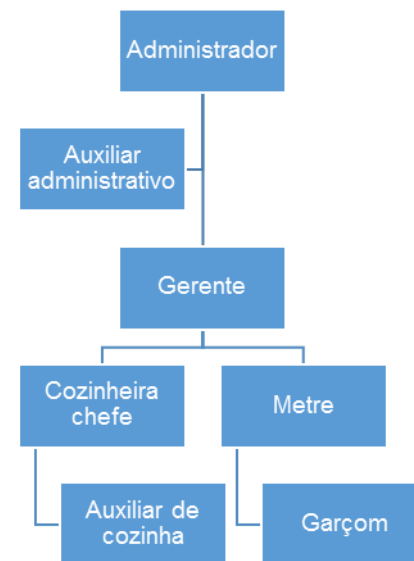 Administrador
Auxiliar
administrativo
Gerente
Cozinheira
chefe
Metre
Auxiliar de
cozinha
Garçom